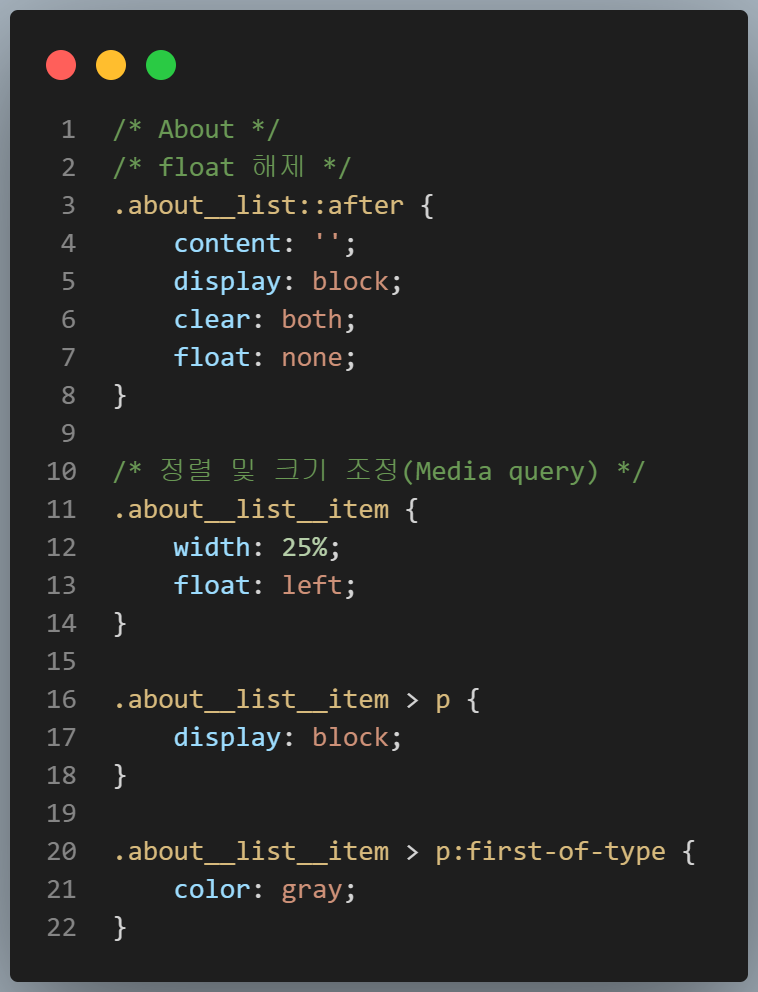 1 /* About */
2 /* float 해제 */
3 .about__list::after {
4     content: '';
5     display: block;
6     clear: both;
7     float: none;
8 }
9
10 /* 정렬 및 크기 조정(Media query) */
11 .about__list__item {
12     width: 25%;
13     float: left;
14 }
15
16 .about__list__item > p {
17     display: block;
18 }
19
20 .about__list__item > p:first-of-type {
21     color: gray;
22 }